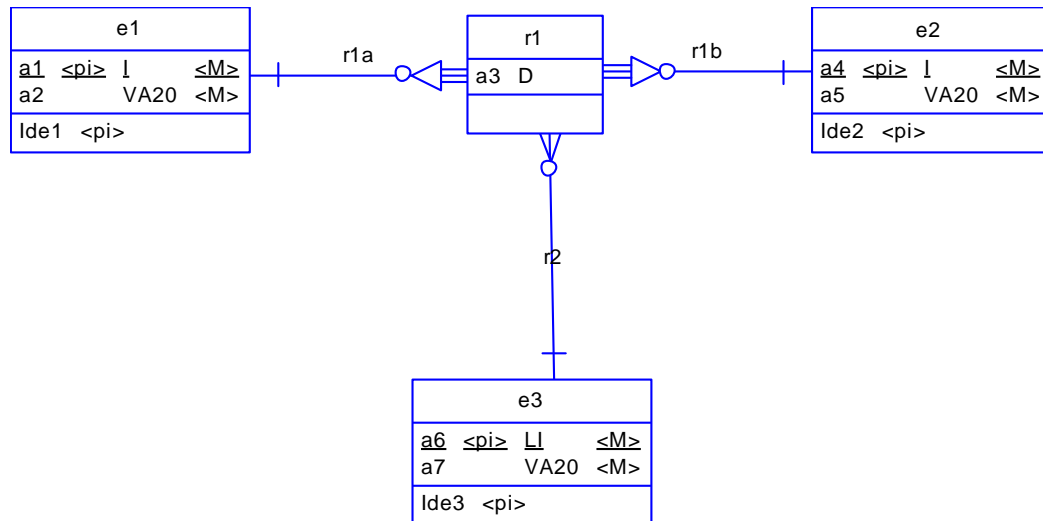 e1
a1 <pi> I <M>
a2 VA20 <M>
Ide1 <pi>
r1a
r1
a3 D
r1b
e2
a4 <pi> I <M>
a5 VA20 <M>
Ide2 <pi>
r2
e3
a6 <pi> LI <M>
a7 VA20 <M>
Ide3 <pi>